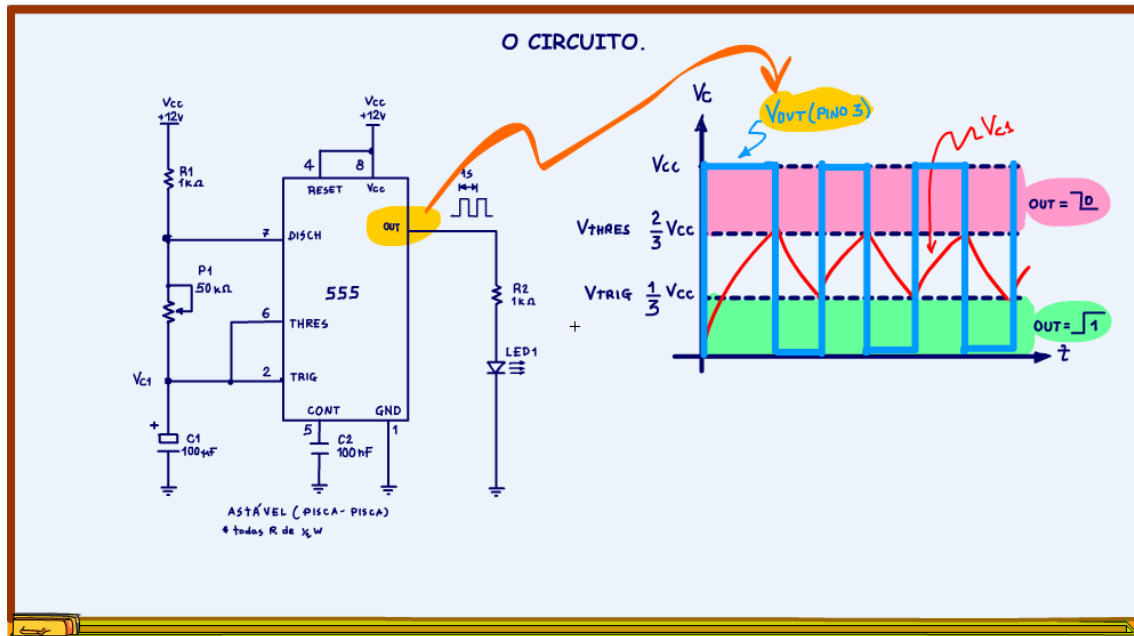 O CIRCUITO.
Vcc
+12V
R1
1KΩ
P1
50KΩ
VC1
+
C1
100µF
Vcc
+12V
4
8
RESET
Vcc
7
DISCH
OUT
555
6
THRES
2
TRIG
CONT
GND
5
1
C2
100nF
1s
R2
1KΩ
LED1
ASTÁVEL (PISCA-PISCA)
* todas R de ½ W
VC
VOUT (PINO 3)
VC1
Vcc
OUT = 0
VTHRES 2/3 Vcc
VTRIG 1/3 Vcc
OUT = 1
t